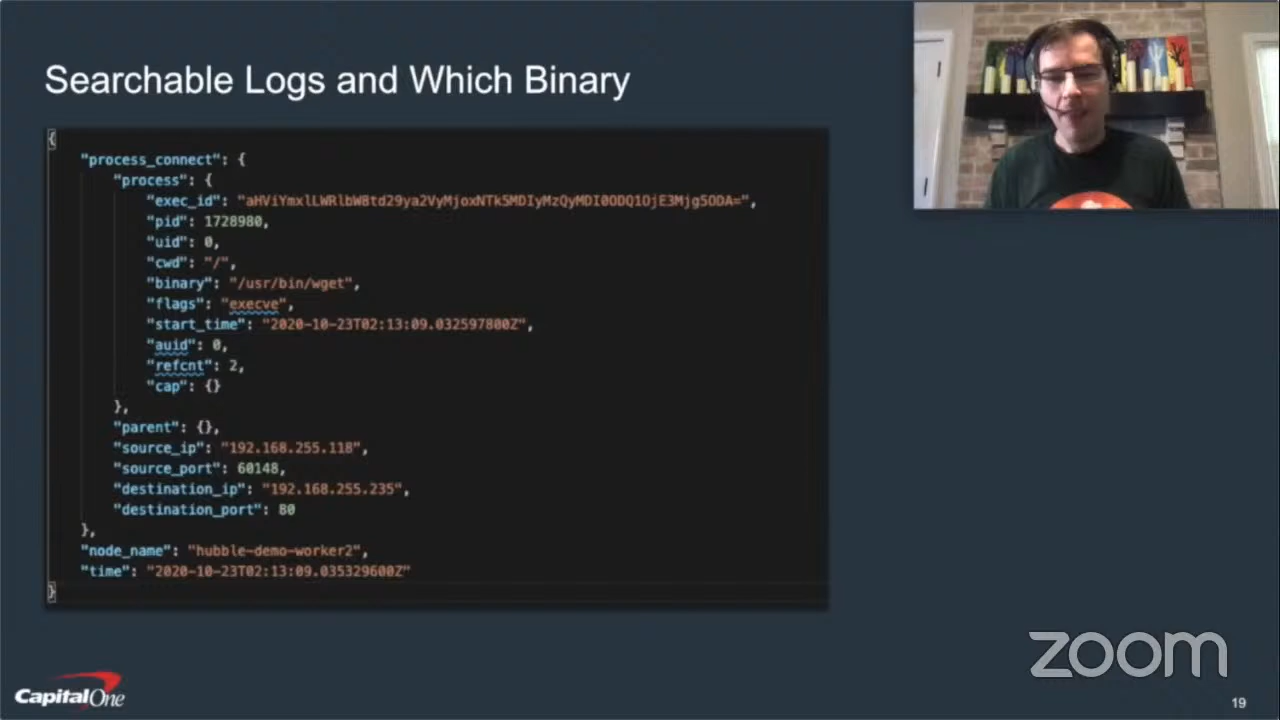 Searchable Logs and Which Binary
{
"process_connect": {
"process": {
"exec_id": "aHViYmxlLWRlbW8td29ya2VyMjoxNTk5MDIyMzQyMDI0ODQ1OjE3Mjg5ODA=",
"pid": 1728980,
"uid": 0,
"cwd": "/",
"binary": "/usr/bin/wget",
"flags": "execve",
"start_time": "2020-10-23T02:13:09.032597800Z",
"auid": 0,
"refcnt": 2,
"cap": {}
},
"parent": {},
"source_ip": "192.168.255.118",
"source_port": 60148,
"destination_ip": "192.168.255.235",
"destination_port": 80
},
"node_name": "hubble-demo-worker2",
"time": "2020-10-23T02:13:09.035329600Z"
}
zoom
CapitalOne
19